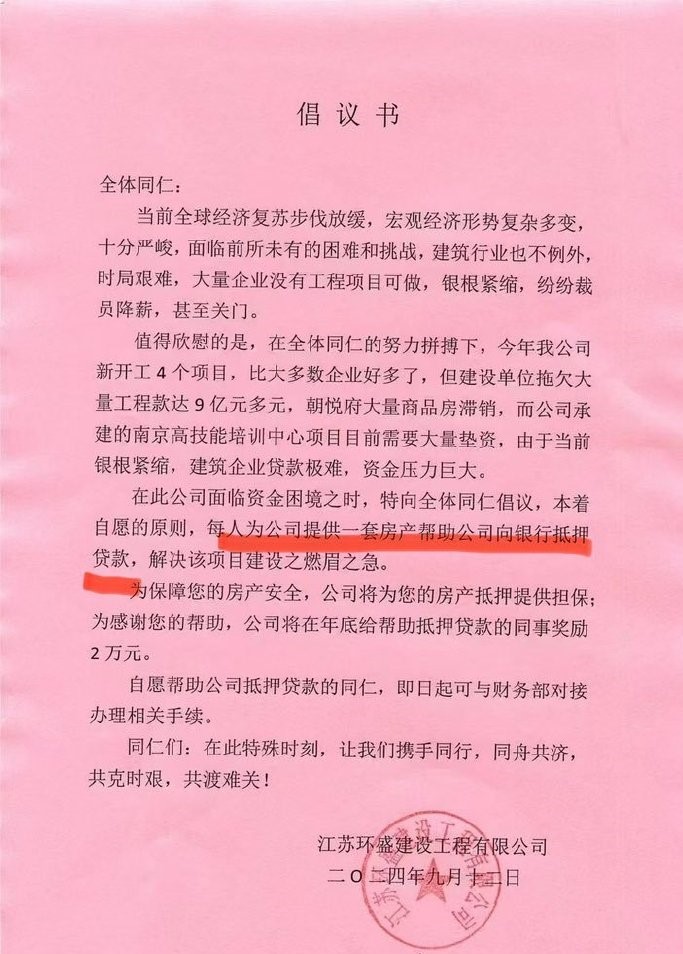 倡议书
全体同仁：
当前全球经济复苏步伐放缓，宏观经济形势复杂多变，
十分严峻，面临前所未有的困难和挑战，建筑行业也不例外，
时局艰难，大量企业没有工程项目可做，银根紧缩，纷纷裁
员降薪，甚至关门。
值得欣慰的是，在全体同仁的努力拼搏下，今年我公司
新开工4个项目，比大多数企业好多了，但建设单位拖欠大
量工程款达9亿元多元，朝悦府大量商品房滞销，而公司承
建的南京高技能培训中心项目目前需要大量垫资，由于当前
银根紧缩，建筑企业贷款极难，资金压力巨大。
在此公司面临资金困境之时，特向全体同仁倡议，本着
自愿的原则，每人为公司提供一套房产帮助公司向银行抵押
贷款，解决该项目建设之燃眉之急。
为保障您的房产安全，公司将为您的房产抵押提供担保；
为感谢您的帮助，公司将在年底给帮助抵押贷款的同事奖励
2万元。
自愿帮助公司抵押贷款的同仁，即日起可与财务部对接
办理相关手续。
同仁们：在此特殊时刻，让我们携手同行，同舟共济，
共克时艰，共渡难关！
江苏环盛建设工程有限公司
二〇二四年九月十二日
江苏环盛建设工程有限公司